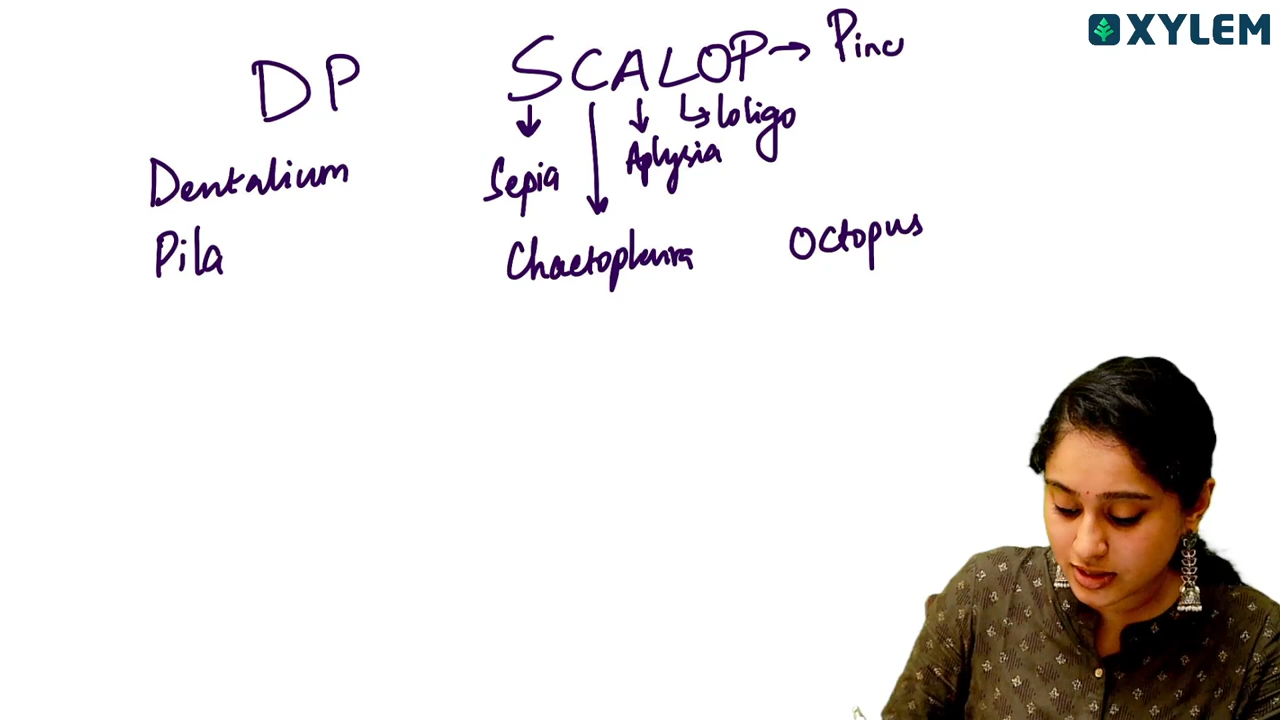 XYLEM
DP
SCALOP → Pinc
Loligo
Aplysia
Dentalium
Sepia
Pila
Chaetopleura
Octopus